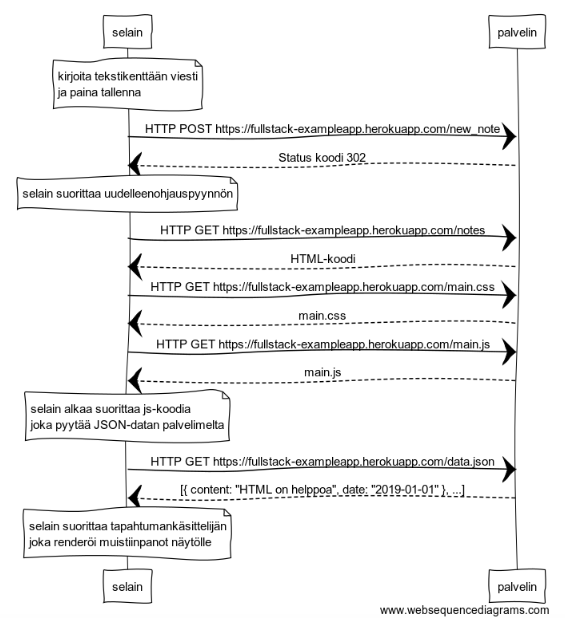 selain palvelin
kirjoita tekstikenttään viesti
ja paina tallenna
HTTP POST https://fullstack-exampleapp.herokuapp.com/new_note
Status koodi 302
selain suorittaa uudelleenohjauspyynnön
HTTP GET https://fullstack-exampleapp.herokuapp.com/notes
HTML-koodi
HTTP GET https://fullstack-exampleapp.herokuapp.com/main.css
main.css
HTTP GET https://fullstack-exampleapp.herokuapp.com/main.js
main.js
selain alkaa suorittaa js-koodia
joka pyytää JSON-datan palvelimelta
HTTP GET https://fullstack-exampleapp.herokuapp.com/data.json
[{ content: "HTML on helppoa", date: "2019-01-01" }, ...]
selain suorittaa tapahtumankäsittelijän
joka renderöi muistiinpanot näytölle
selain palvelin
www.websequencediagrams.com